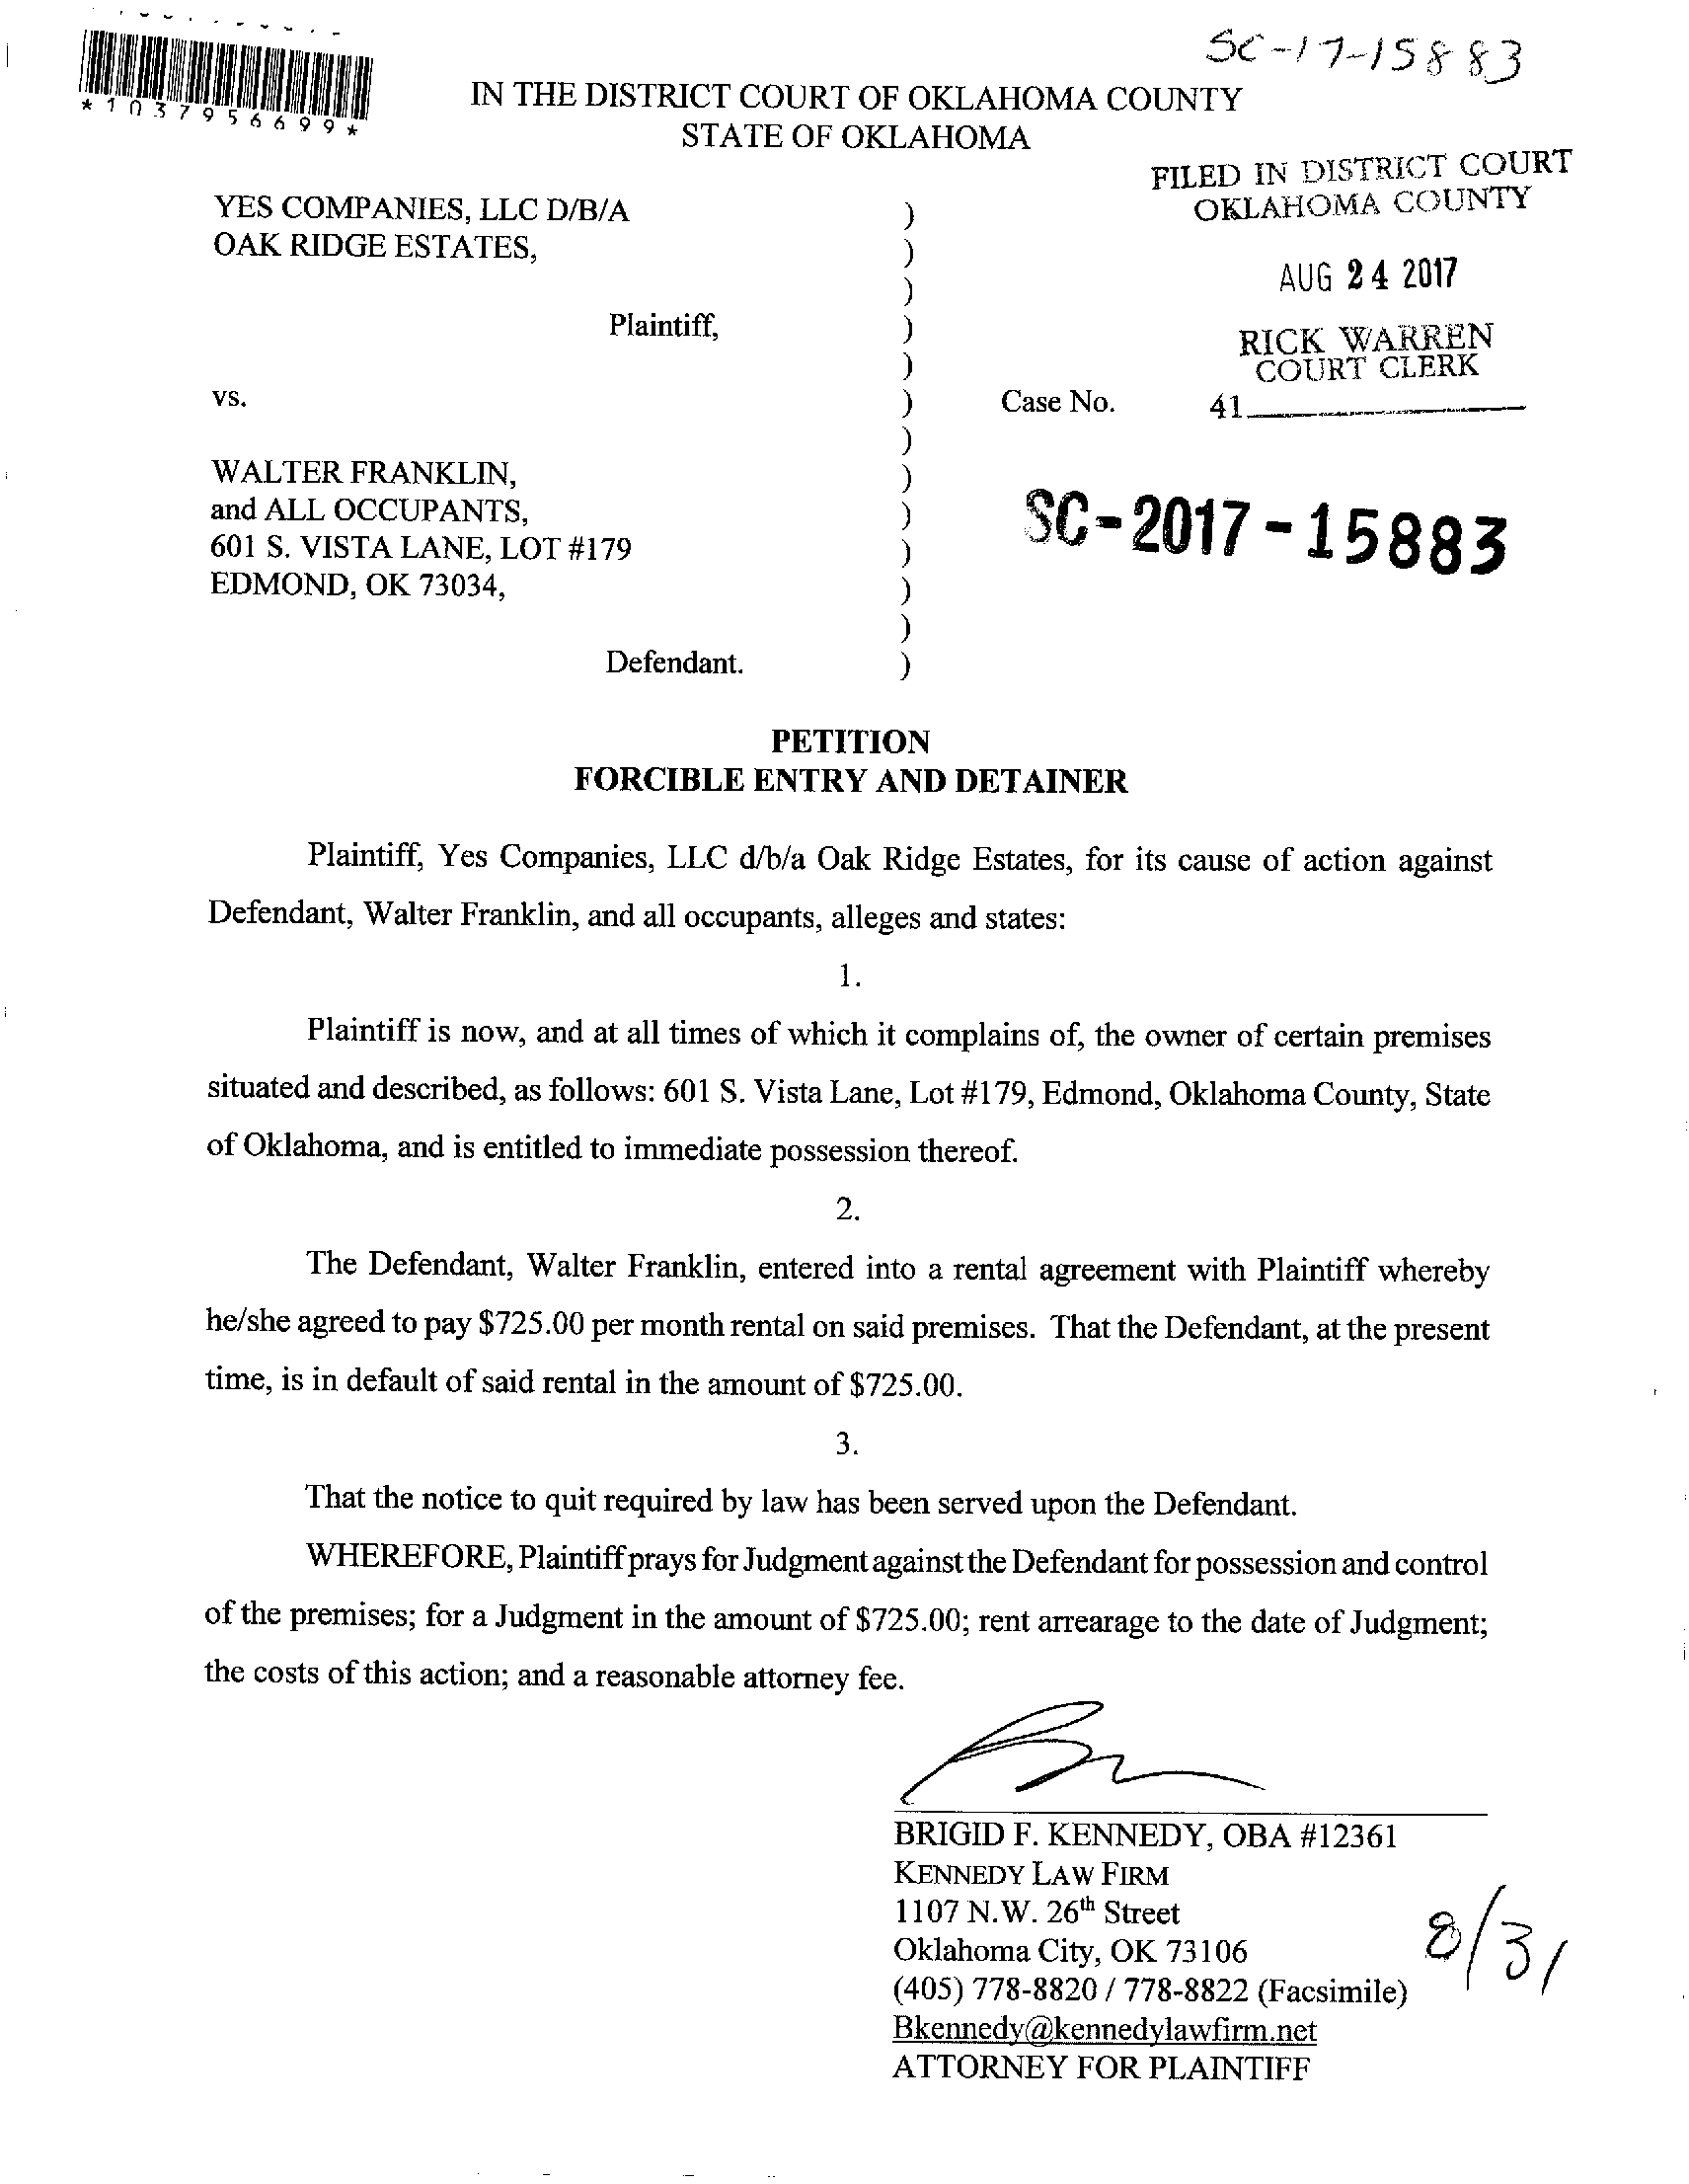 SC-17-15883
*1037956699*
IN THE DISTRICT COURT OF OKLAHOMA COUNTY
STATE OF OKLAHOMA
FILED IN DISTRICT COURT
OKLAHOMA COUNTY
AUG 24 2017
RICK WARREN
COURT CLERK
41
YES COMPANIES, LLC D/B/A )
OAK RIDGE ESTATES, )
)
Plaintiff, )
)
vs. ) Case No.
)
WALTER FRANKLIN, )
and ALL OCCUPANTS, ) SC-2017-15883
601 S. VISTA LANE, LOT #179 )
EDMOND, OK 73034, )
)
Defendant. )
PETITION
FORCIBLE ENTRY AND DETAINER
Plaintiff, Yes Companies, LLC d/b/a Oak Ridge Estates, for its cause of action against
Defendant, Walter Franklin, and all occupants, alleges and states:
1.
Plaintiff is now, and at all times of which it complains of, the owner of certain premises
situated and described, as follows: 601 S. Vista Lane, Lot #179, Edmond, Oklahoma County, State
of Oklahoma, and is entitled to immediate possession thereof.
2.
The Defendant, Walter Franklin, entered into a rental agreement with Plaintiff whereby
he/she agreed to pay $725.00 per month rental on said premises. That the Defendant, at the present
time, is in default of said rental in the amount of $725.00.
3.
That the notice to quit required by law has been served upon the Defendant.
WHEREFORE, Plaintiff prays for Judgment against the Defendant for possession and control
of the premises; for a Judgment in the amount of $725.00; rent arrearage to the date of Judgment;
the costs of this action; and a reasonable attorney fee.
BRIGID F. KENNEDY, OBA #12361
KENNEDY LAW FIRM
1107 N.W. 26th Street
Oklahoma City, OK 73106
(405) 778-8820 / 778-8822 (Facsimile)
Bkennedy@kennedylawfirm.net
ATTORNEY FOR PLAINTIFF
8/31